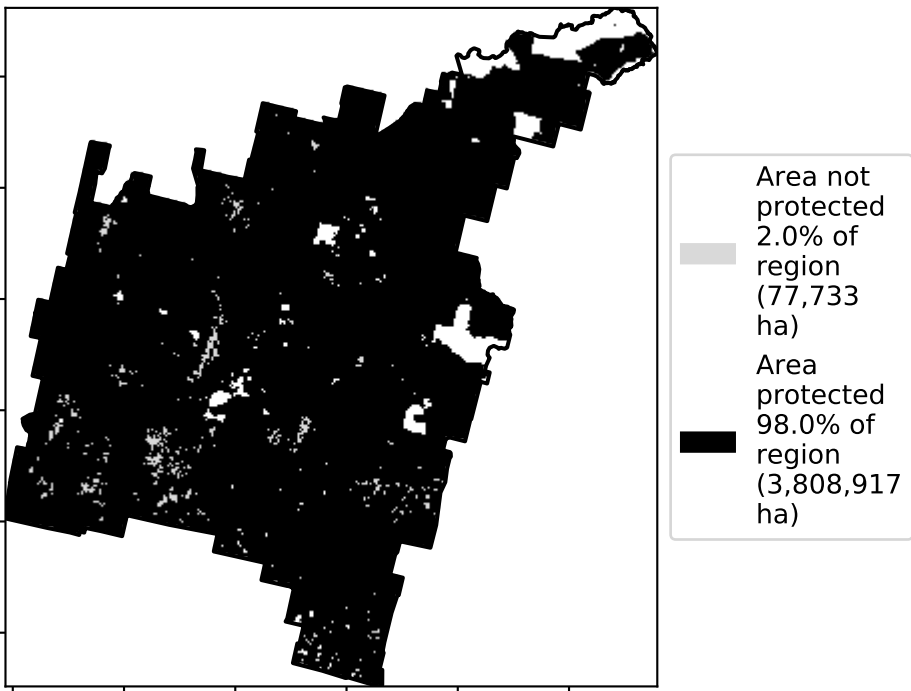 Area not
protected
2.0% of
region
(77,733
ha)
Area
protected
98.0% of
region
(3,808,917
ha)